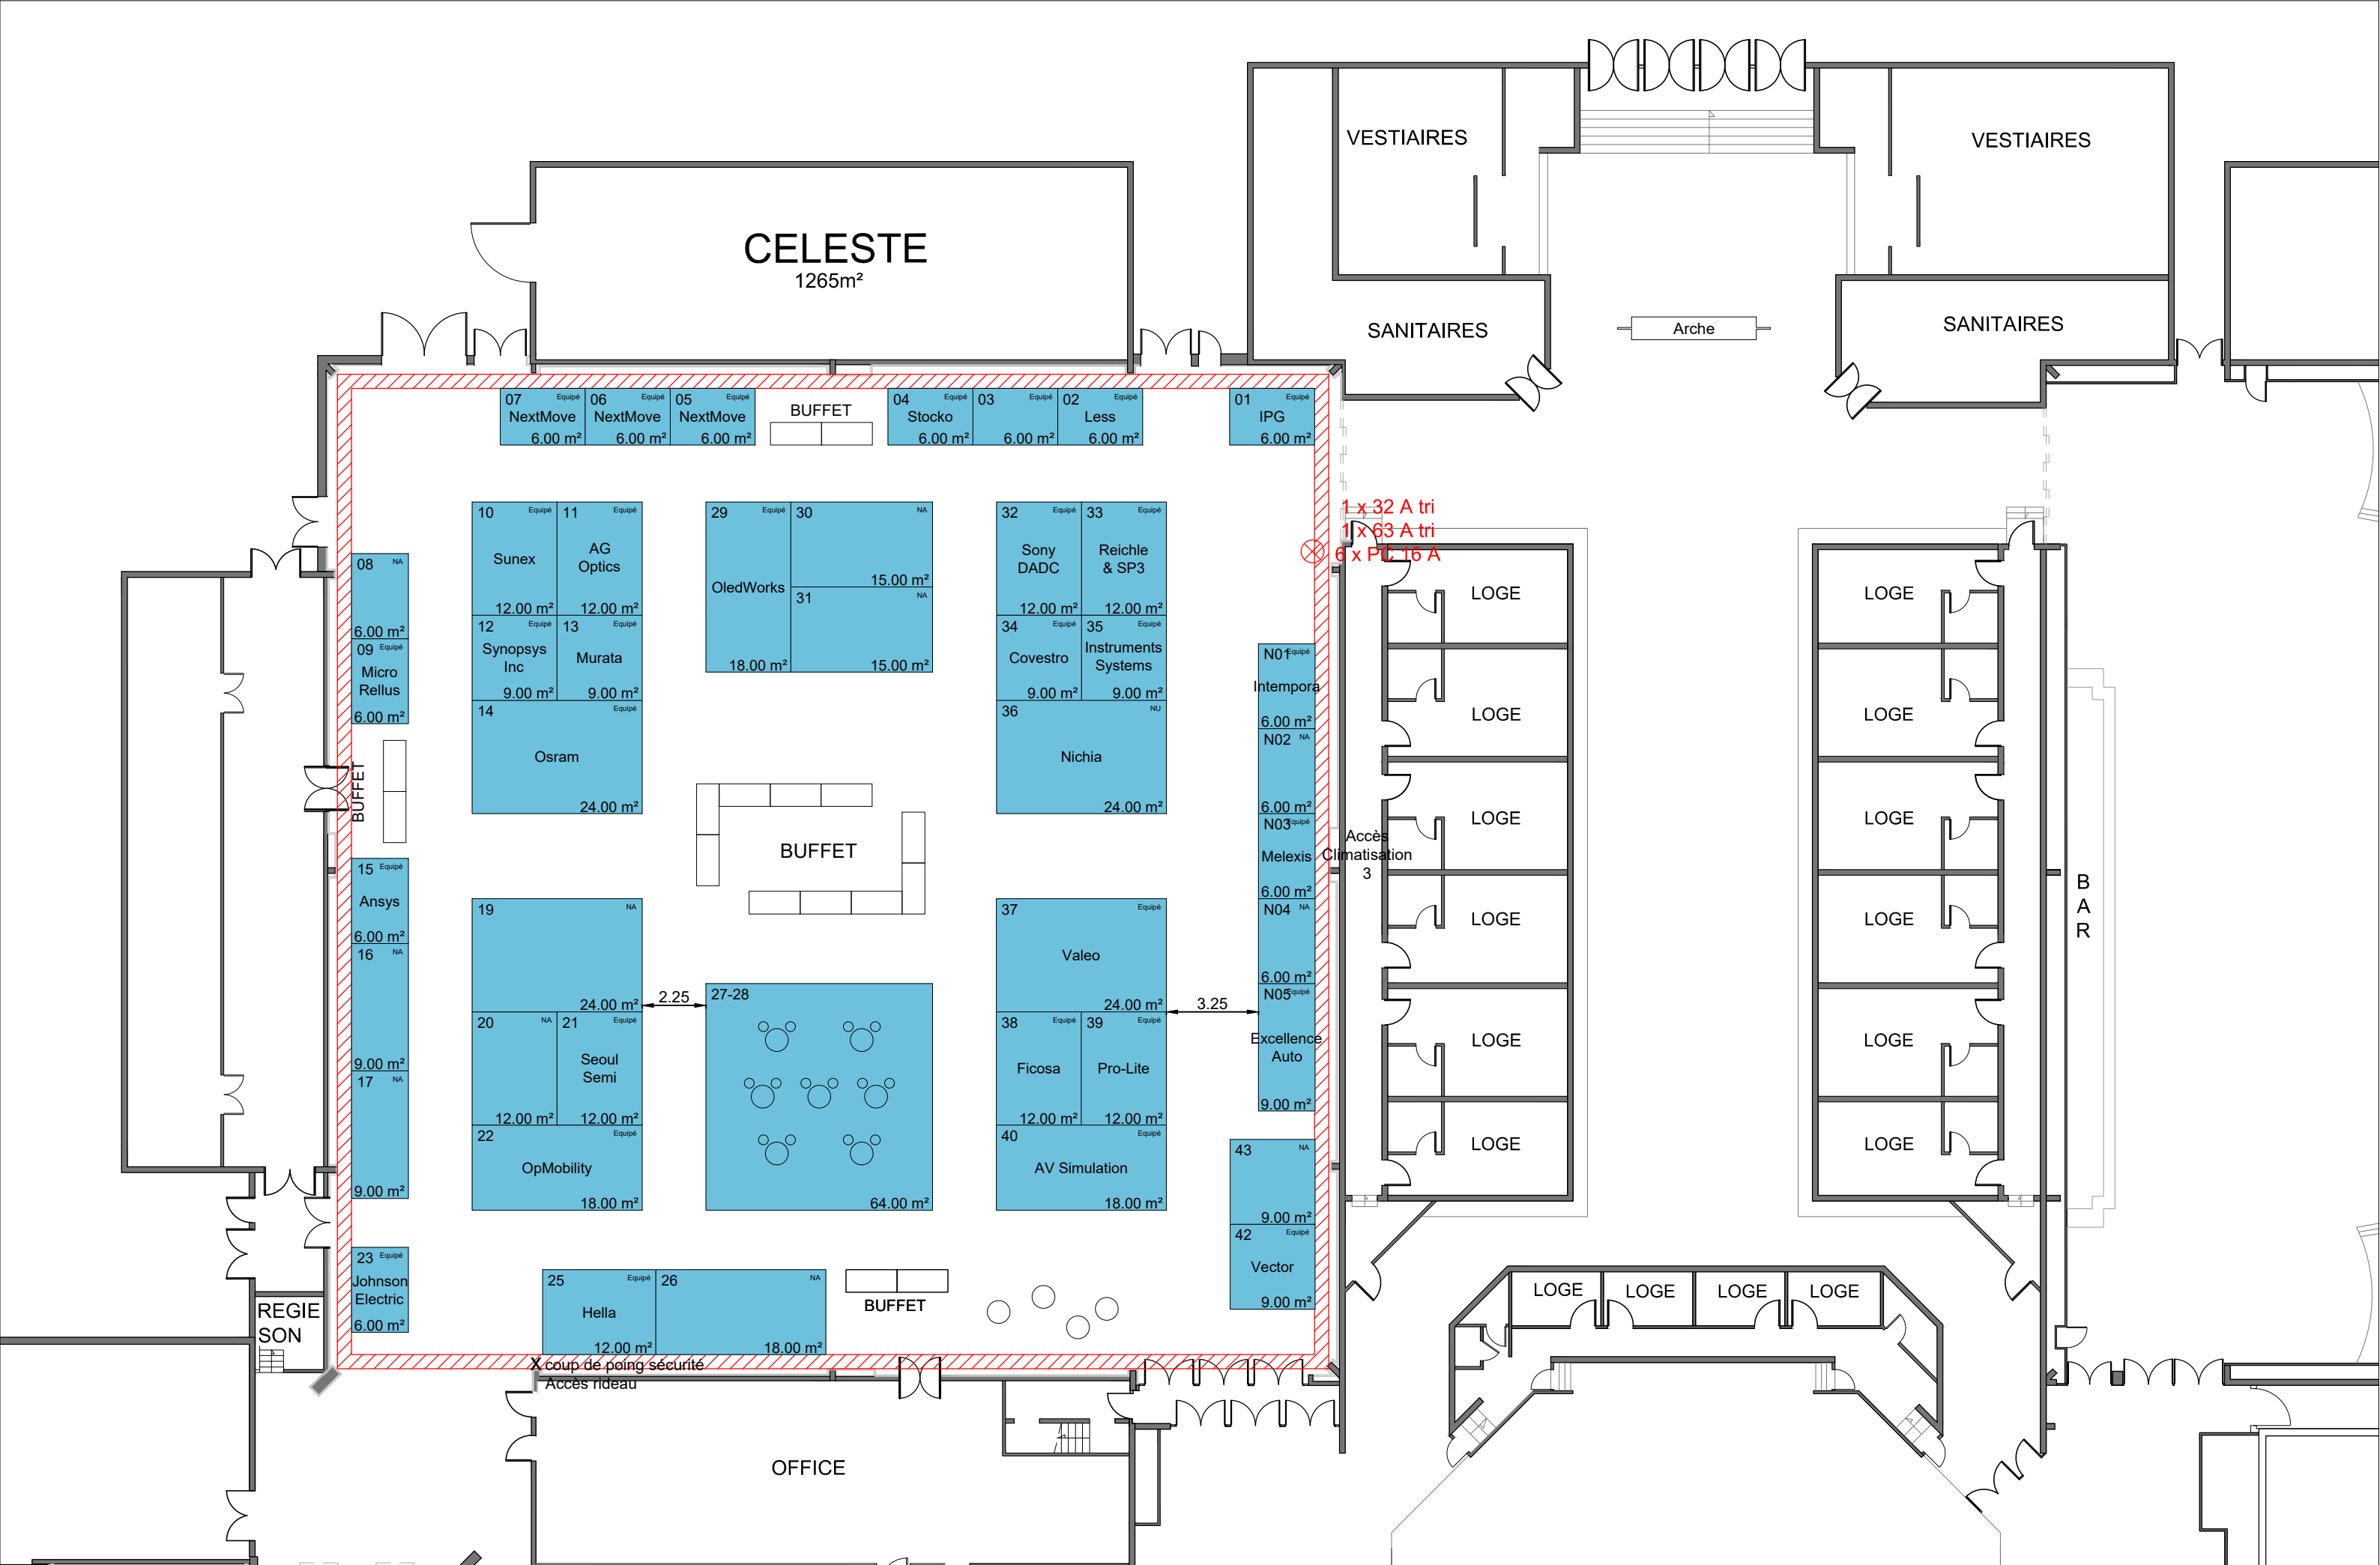 VESTIAIRES
VESTIAIRES
CELESTE
1265m²
SANITAIRES
Arche
SANITAIRES
07 Equipé
NextMove
6.00 m²
06 Equipé
NextMove
6.00 m²
05 Equipé
NextMove
6.00 m²
BUFFET
04 Equipé
Stocko
6.00 m²
03 Equipé
6.00 m²
02 Equipé
Less
6.00 m²
01 Equipé
IPG
6.00 m²
1 x 32 A tri
1 x 63 A tri
6 x PC 16 A
08 NA
6.00 m²
09 Equipé
Micro
Rellus
6.00 m²
BUFFET
10 Equipé
Sunex
12.00 m²
11 Equipé
AG
Optics
12.00 m²
12 Equipé
Synopsys
Inc
9.00 m²
13 Equipé
Murata
9.00 m²
14 Equipé
Osram
24.00 m²
29 Equipé
OledWorks
18.00 m²
30 NA
15.00 m²
31 NA
15.00 m²
32 Equipé
Sony
DADC
12.00 m²
33 Equipé
Reichle
& SP3
12.00 m²
34 Equipé
Covestro
9.00 m²
35 Equipé
Instruments
Systems
9.00 m²
36 NU
Nichia
24.00 m²
N01 Equipé
Intempora
6.00 m²
N02 NA
6.00 m²
N03 Equipé
Melexis
6.00 m²
N04 NA
6.00 m²
N05 Equipé
Excellence
Auto
9.00 m²
Accès
Climatisation
3
BUFFET
15 Equipé
Ansys
6.00 m²
16 NA
9.00 m²
17 NA
9.00 m²
19 NA
24.00 m²
2.25
20 NA
12.00 m²
21 Equipé
Seoul
Semi
12.00 m²
22 Equipé
OpMobility
18.00 m²
27-28
64.00 m²
37 Equipé
Valeo
24.00 m²
3.25
38 Equipé
Ficosa
12.00 m²
39 Equipé
Pro-Lite
12.00 m²
40 Equipé
AV Simulation
18.00 m²
43 NA
9.00 m²
42 Equipé
Vector
9.00 m²
23 Equipé
Johnson
Electric
6.00 m²
REGIE
SON
25 Equipé
Hella
12.00 m²
26 NA
18.00 m²
BUFFET
X coup de poing sécurité
Accès rideau
OFFICE
LOGE
LOGE
LOGE
LOGE
LOGE
LOGE
LOGE
LOGE
LOGE
LOGE
LOGE
LOGE
B
A
R
LOGE
LOGE
LOGE
LOGE